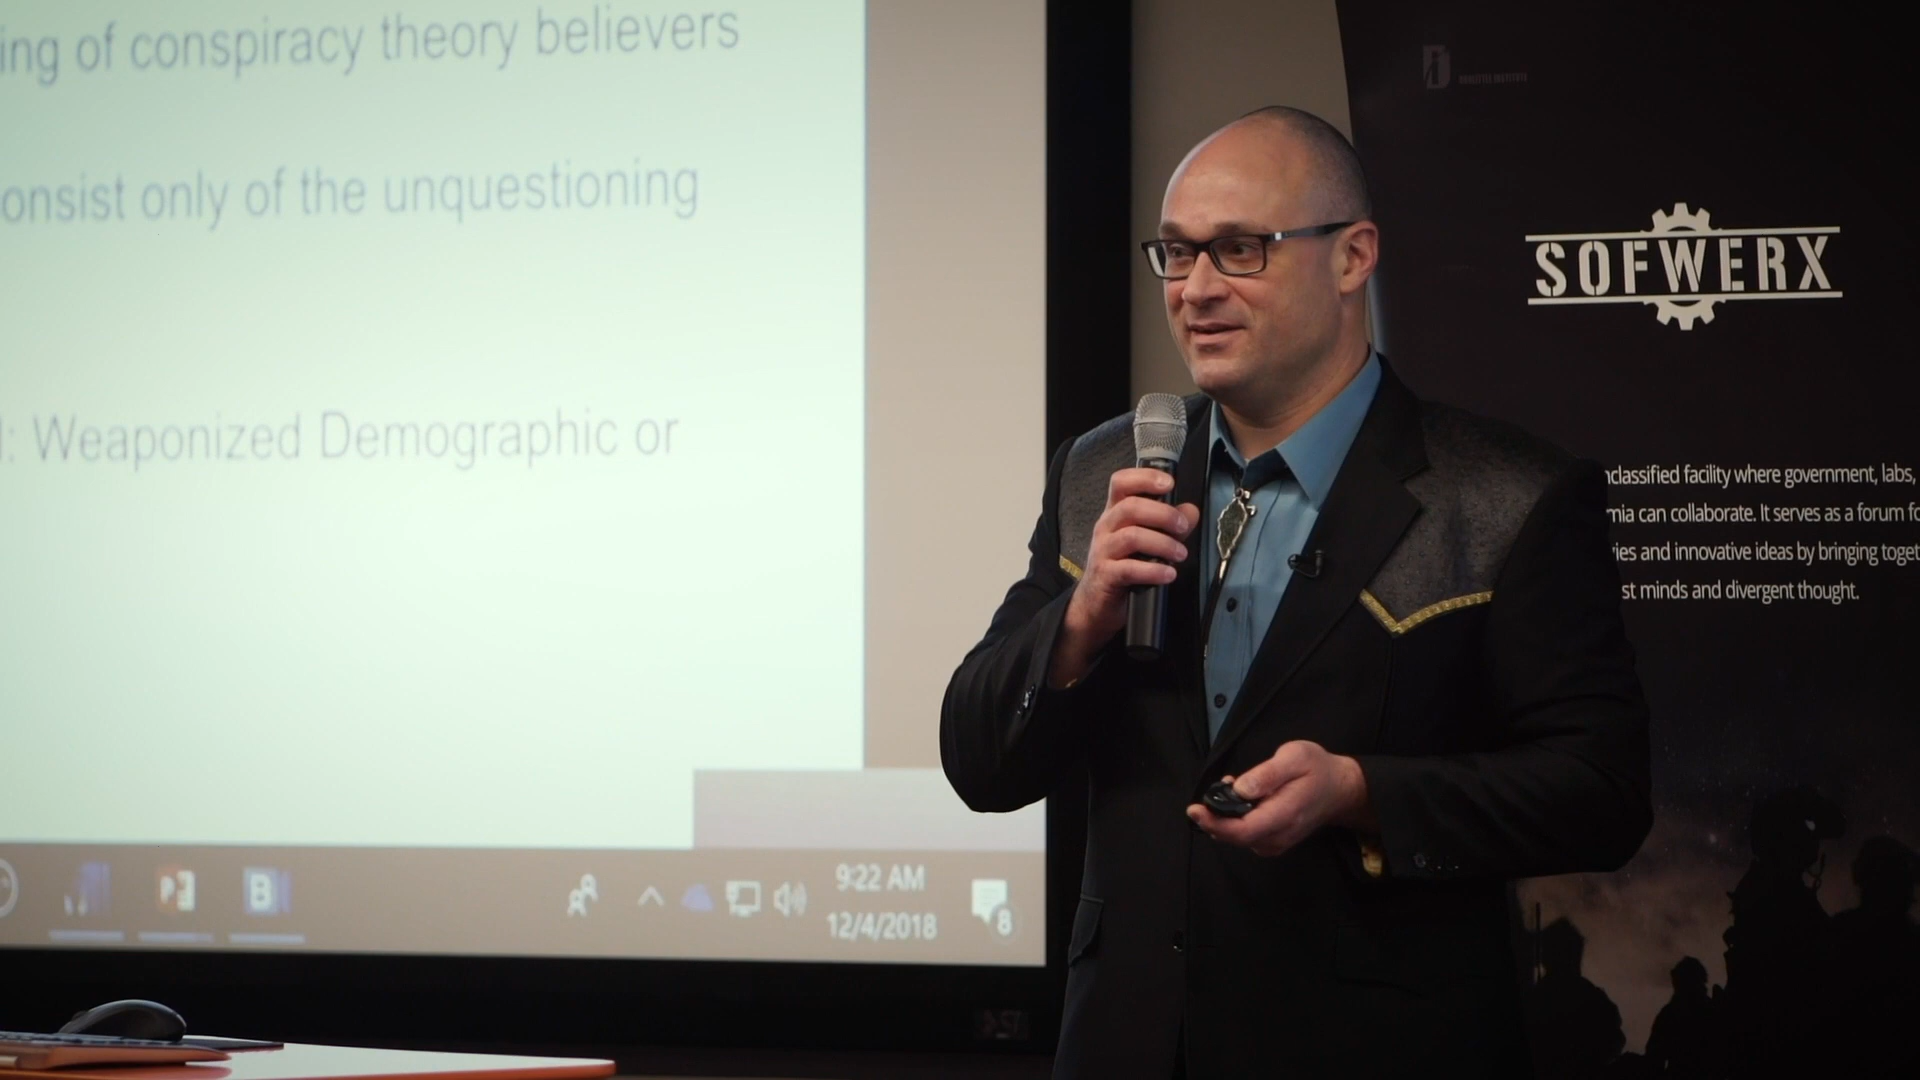 ing of conspiracy theory believers
onsist only of the unquestioning
: Weaponized Demographic or
9:22 AM
12/4/2018
8
B
SOFWERX
nclassified facility where government, labs,
mia can collaborate. It serves as a forum fo
ies and innovative ideas by bringing toget
st minds and divergent thought.